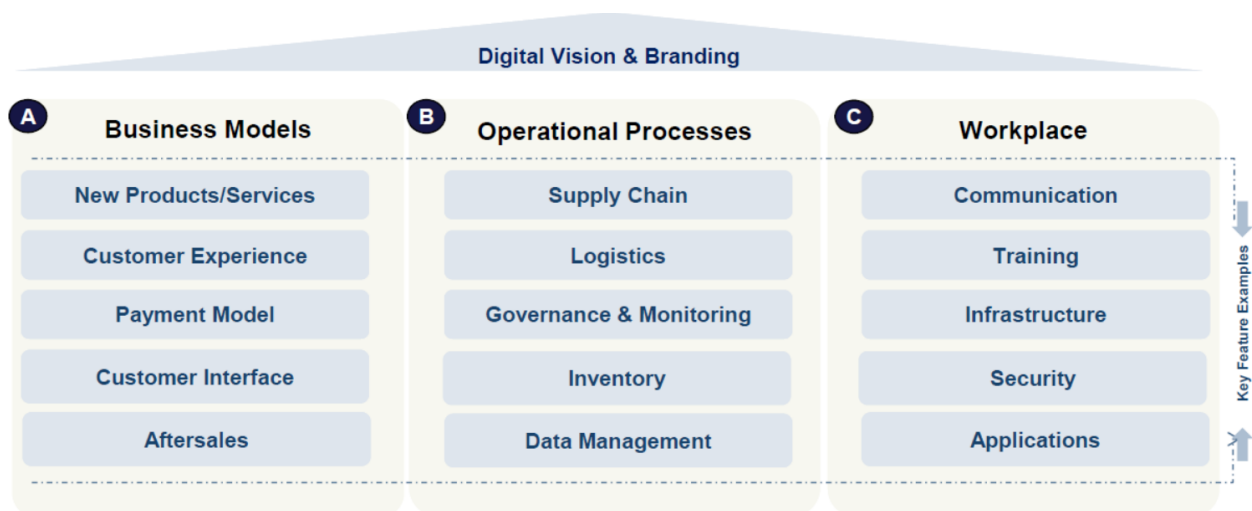 Digital Vision & Branding
A
Business Models
New Products/Services
Customer Experience
Payment Model
Customer Interface
Aftersales
B
Operational Processes
Supply Chain
Logistics
Governance & Monitoring
Inventory
Data Management
C
Workplace
Communication
Training
Infrastructure
Security
Applications
Key Feature Examples